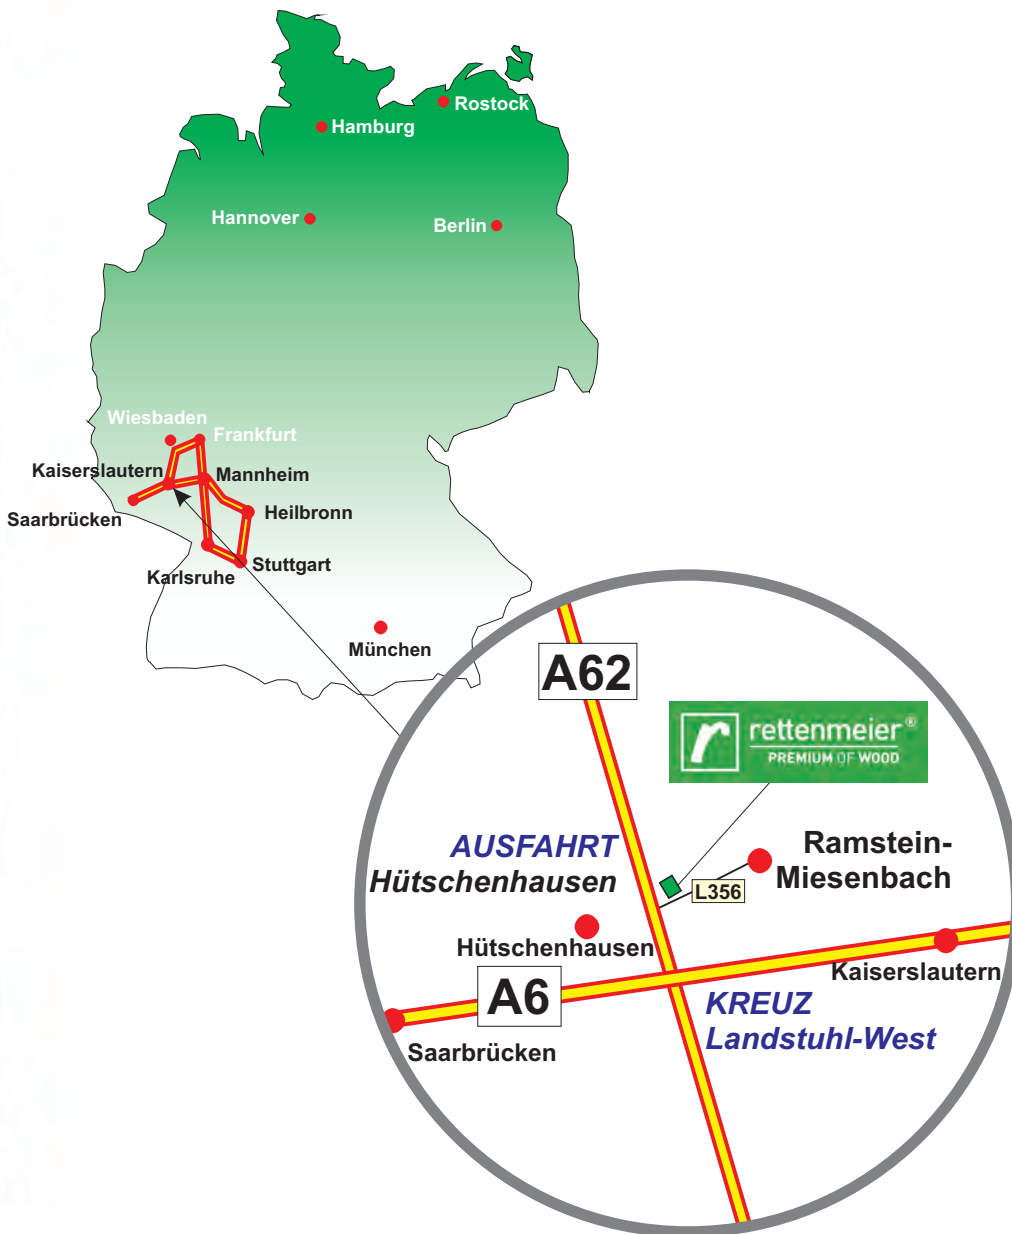 Rostock
Hamburg
Hannover
Berlin
Wiesbaden
Frankfurt
Kaiserslautern
Mannheim
Saarbrücken
Heilbronn
Karlsruhe
Stuttgart
München
A62
r rettenmeier®
PREMIUM OF WOOD
AUSFAHRT
Hütschenhausen
Ramstein-
Miesenbach
L356
Hütschenhausen
Kaiserslautern
A6
KREUZ
Landstuhl-West
Saarbrücken